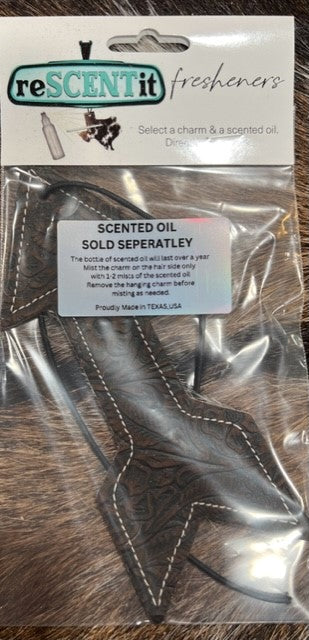 reSCENTit fresheners
Select a charm & a scented oil.
SCENTED OIL
SOLD SEPERATLEY
The bottle of scented oil will last over a year
Mist the charm on the hair side only
with 1-2 mists of the scented oil
Remove the hanging charm before
misting as needed.
Proudly Made in TEXAS,USA